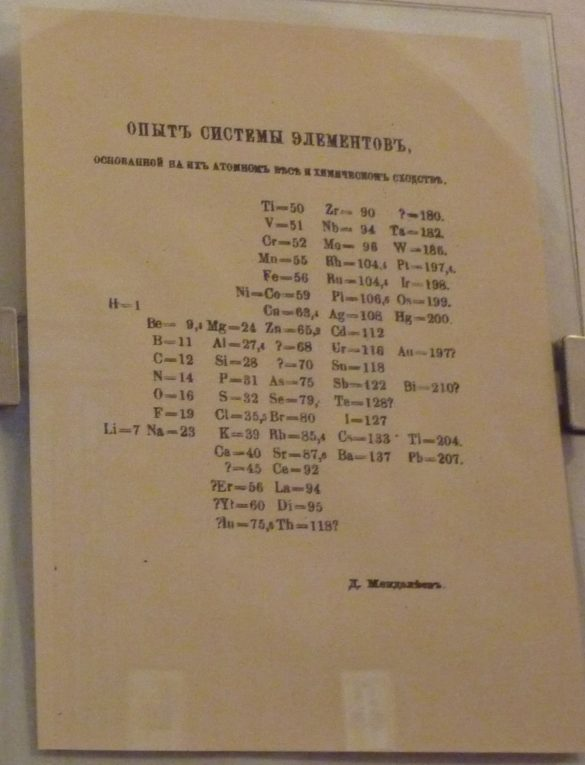 ОПЫТЪ СИСТЕМЫ ЭЛЕМЕНТОВЪ,
ОСНОВАННОЙ НА ИХЪ АТОМНОМЪ ВѢСѢ И ХИМИЧЕСКОМЪ СХОДСТВѢ.
Ti=50 Zr= 90 ?=180.
V=51 Nb= 94 Ta=182.
Cr=52 Mo= 96 W=186.
Mn=55 Rh=104,4 Pt=197,4.
Fe=56 Ru=104,4 Ir=198.
Ni=Co=59 Pl=106,6 Os=199.
H=1 Cu=63,4 Ag=108 Hg=200.
Be= 9,4 Mg=24 Zn=65,2 Cd=112
B=11 Al=27,4 ?=68 Ur=116 Au=197?
C=12 Si=28 ?=70 Sn=118
N=14 P=31 As=75 Sb=122 Bi=210?
O=16 S=32 Se=79,4 Te=128?
F=19 Cl=35,5 Br=80 I=127
Li=7 Na=23 K=39 Rb=85,4 Cs=133 Tl=204.
Ca=40 Sr=87,6 Ba=137 Pb=207.
?=45 Ce=92
?Er=56 La=94
?Yt=60 Di=95
?In=75,6 Th=118?
Д. Менделѣевъ.